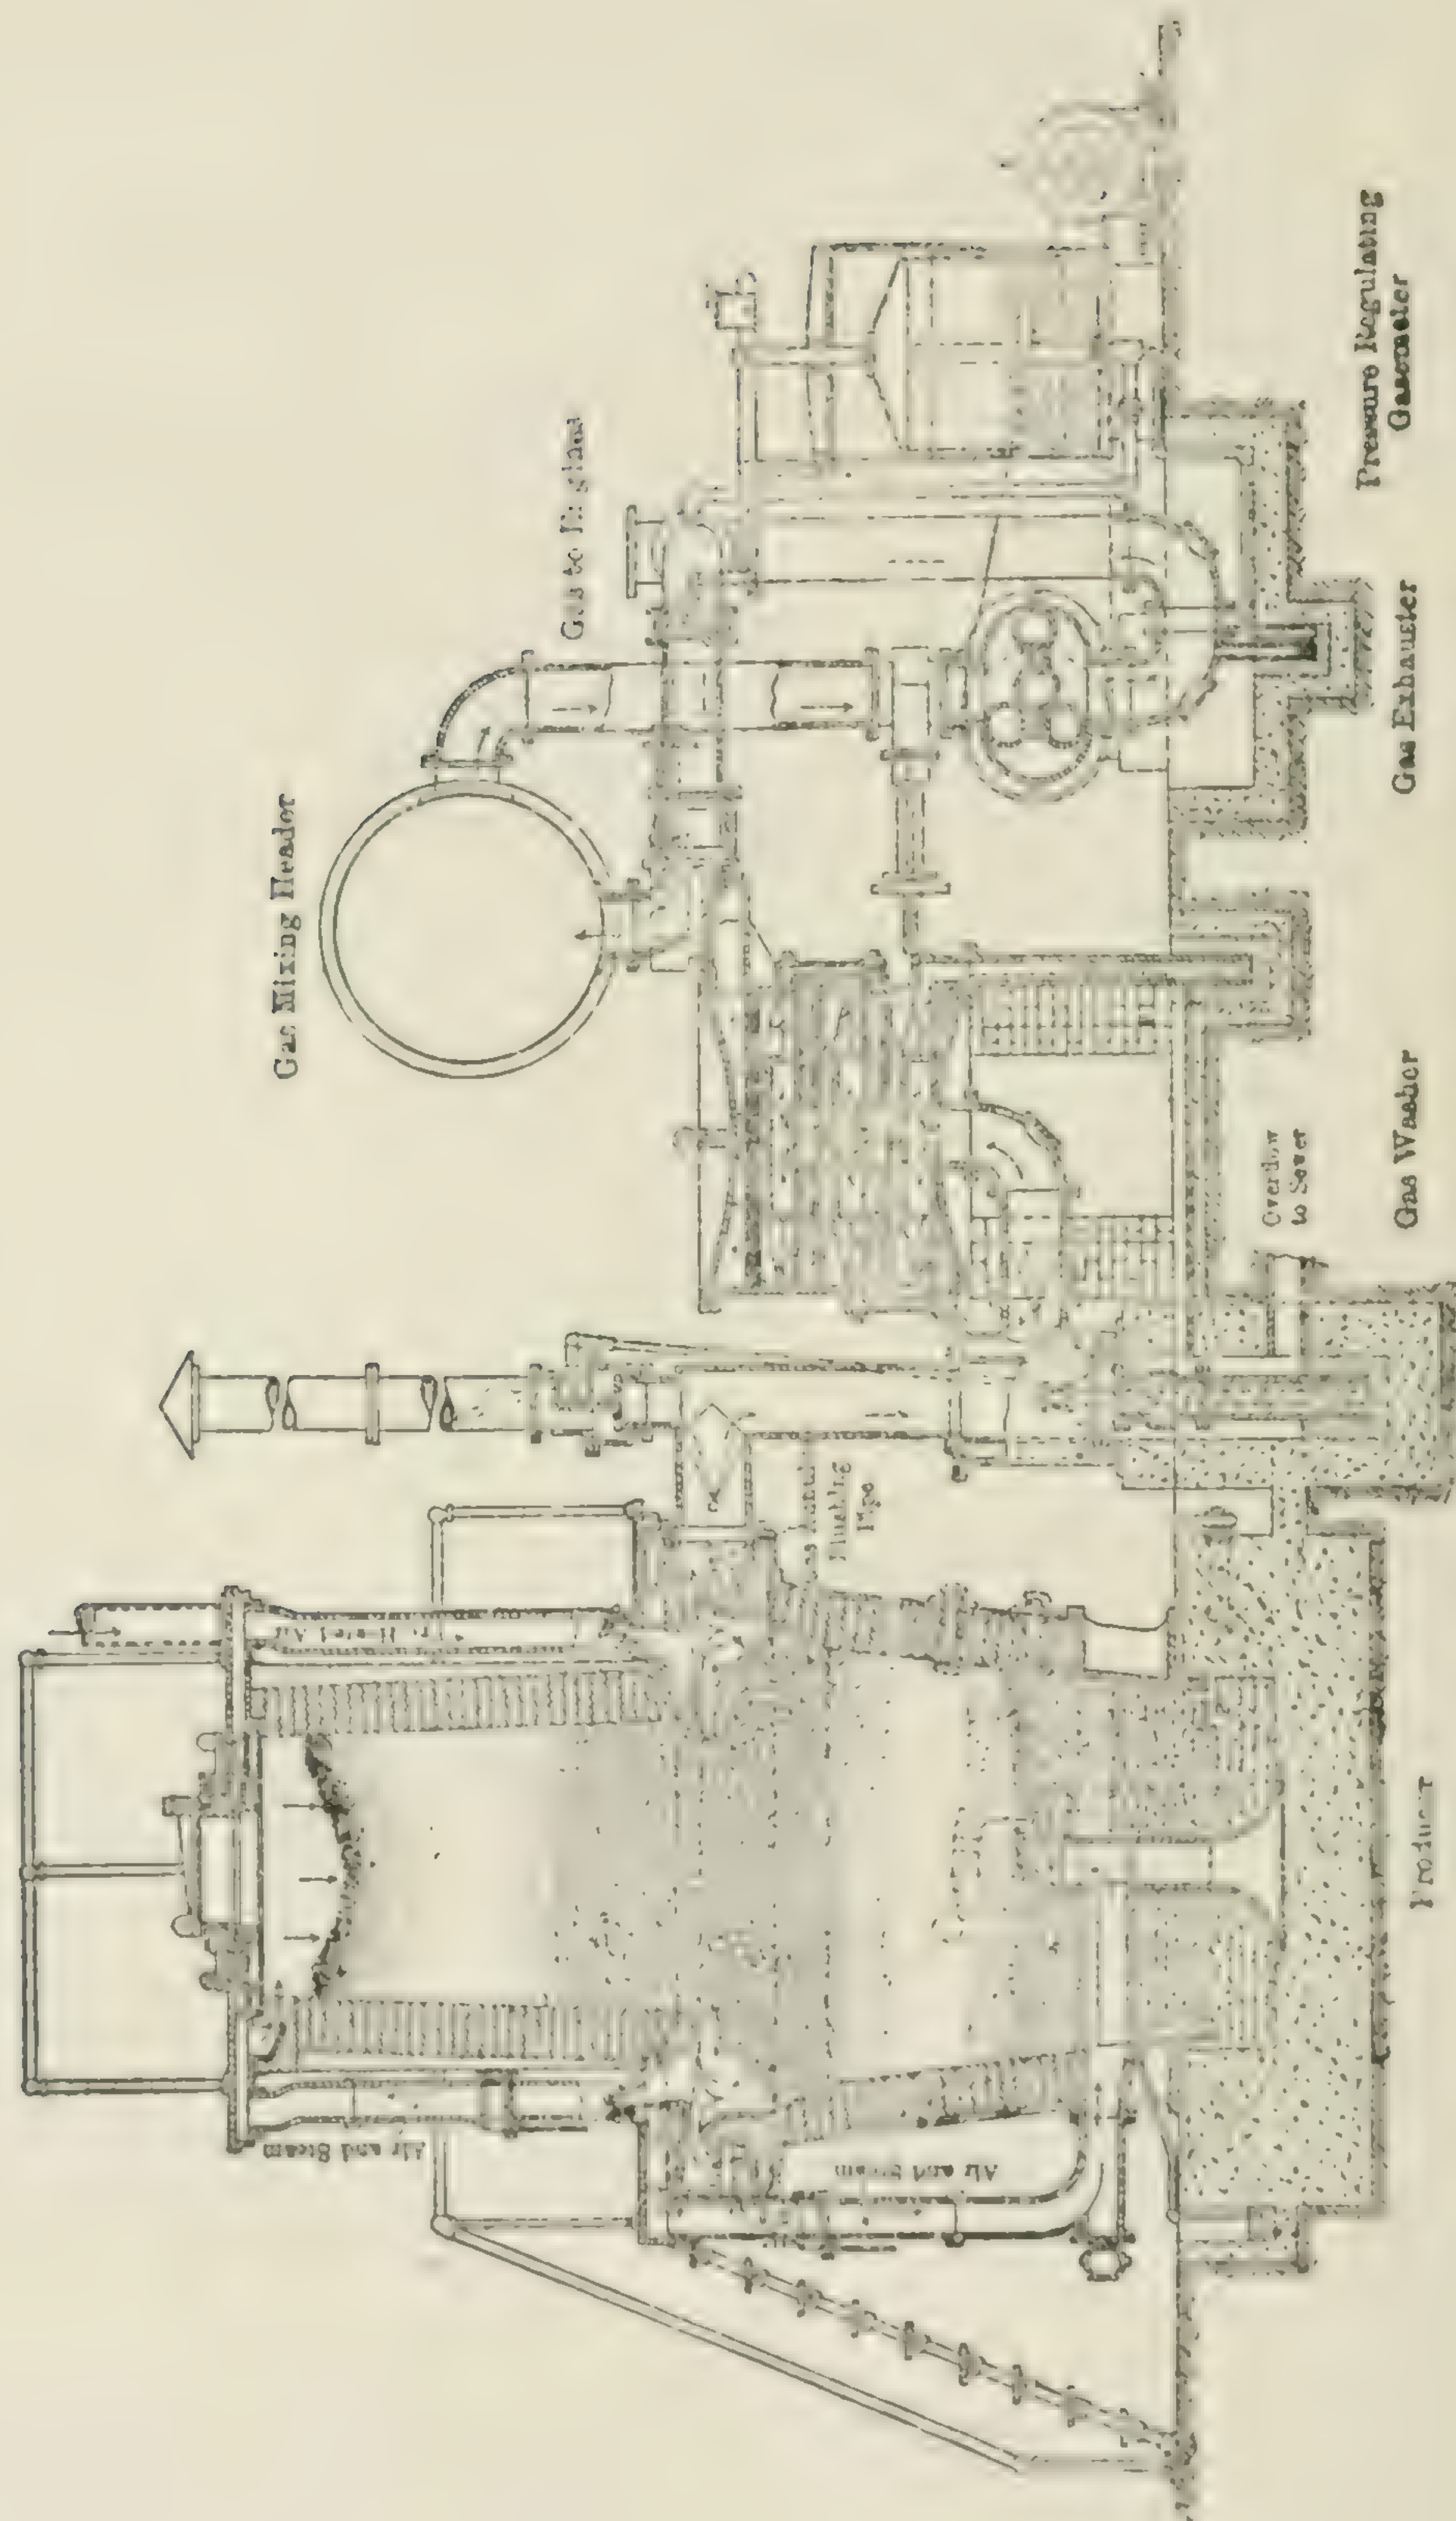 Gas Mixing Header
Gas to
Air and Steam
Air and Steam
Flushing
Pipe
Overflow
to Sewer
Producer
Gas Washer
Gas Exhauster
Pressure Regulating
Gasometer